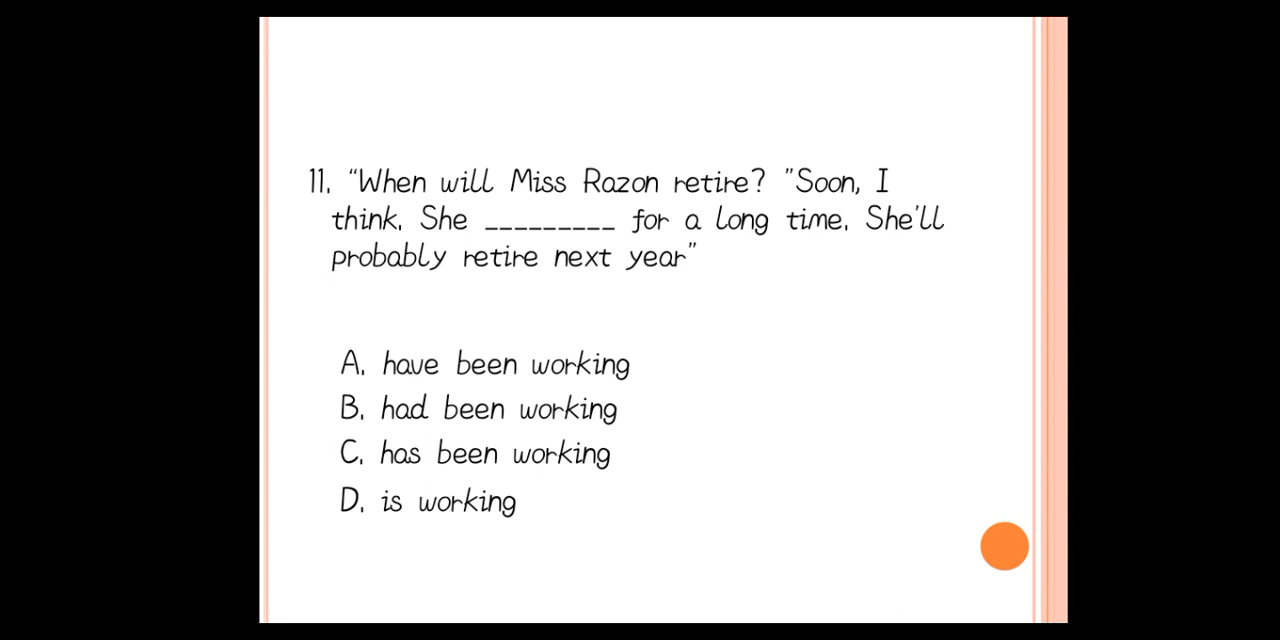 11. "When will Miss Razon retire? "Soon, I
think. She _________ for a long time. She'll
probably retire next year"
A. have been working
B. had been working
C. has been working
D. is working